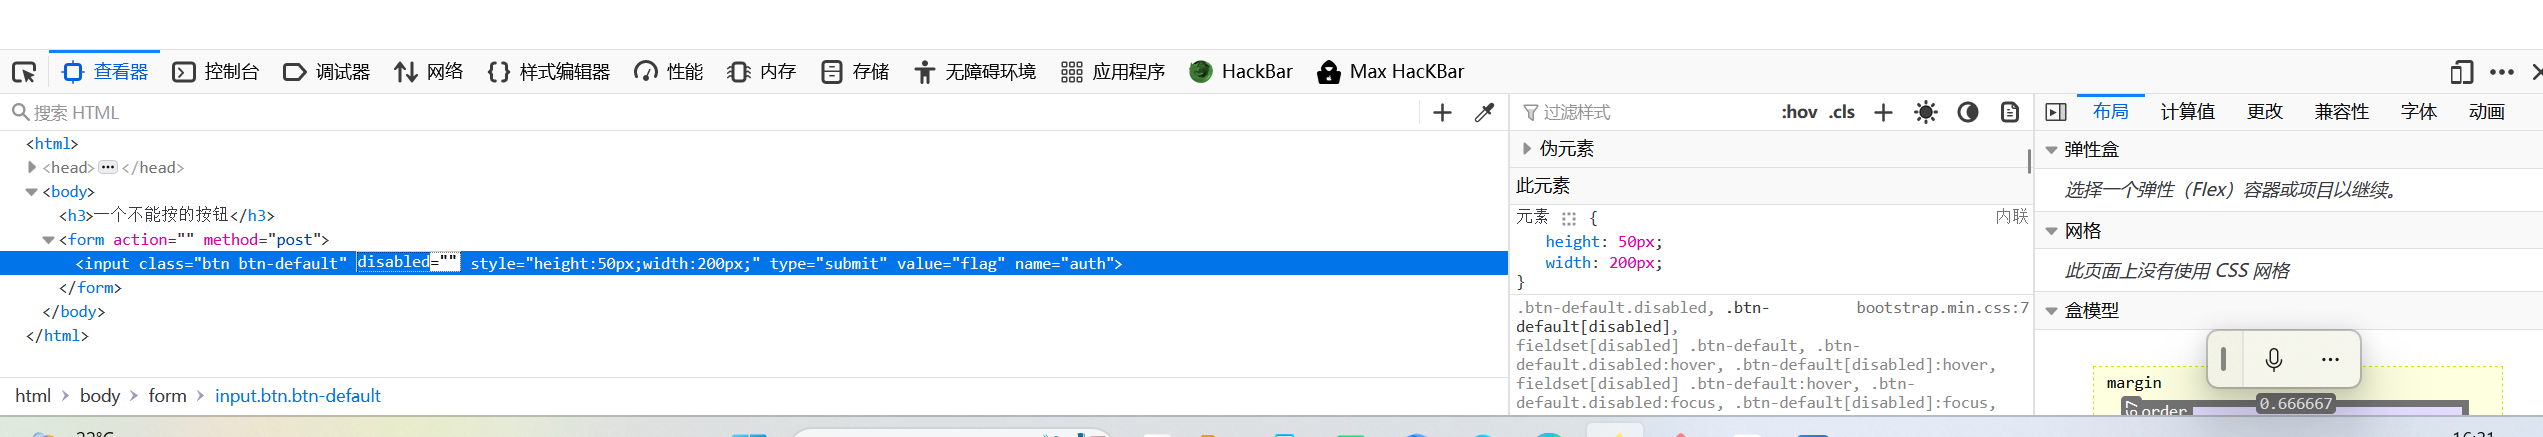 查看器 控制台 调试器 网络 样式编辑器 性能 内存 存储 无障碍环境 应用程序 HackBar Max HacKBar
搜索 HTML
<html>
<head> </head>
<body>
<h3>一个不能按的按钮</h3>
<form action="" method="post">
<input class="btn btn-default" disabled="" style="height:50px;width:200px;" type="submit" value="flag" name="auth">
</form>
</body>
</html>
html body form input.btn.btn-default
过滤样式 :hov .cls
伪元素
此元素
元素 { 内联
height: 50px;
width: 200px;
}
.btn-default.disabled, .btn- bootstrap.min.css:7
default[disabled],
fieldset[disabled] .btn-default, .btn-
default.disabled:hover, .btn-default[disabled]:hover,
fieldset[disabled] .btn-default:hover, .btn-
default.disabled:focus, .btn-default[disabled]:focus,
布局 计算值 更改 兼容性 字体 动画
弹性盒
选择一个弹性（Flex）容器或项目以继续。
网格
此页面上没有使用 CSS 网格
盒模型
margin
0.666667